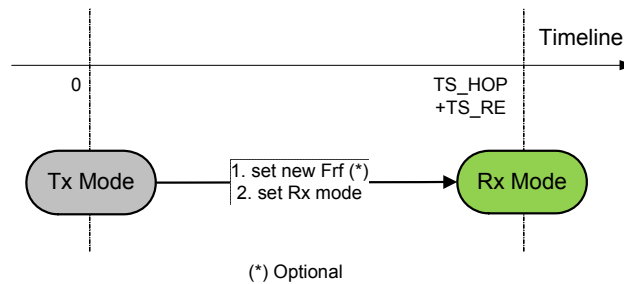 Timeline
0
TS_HOP
+TS_RE
Tx Mode
1. set new Frf (*)
2. set Rx mode
Rx Mode
(*) Optional